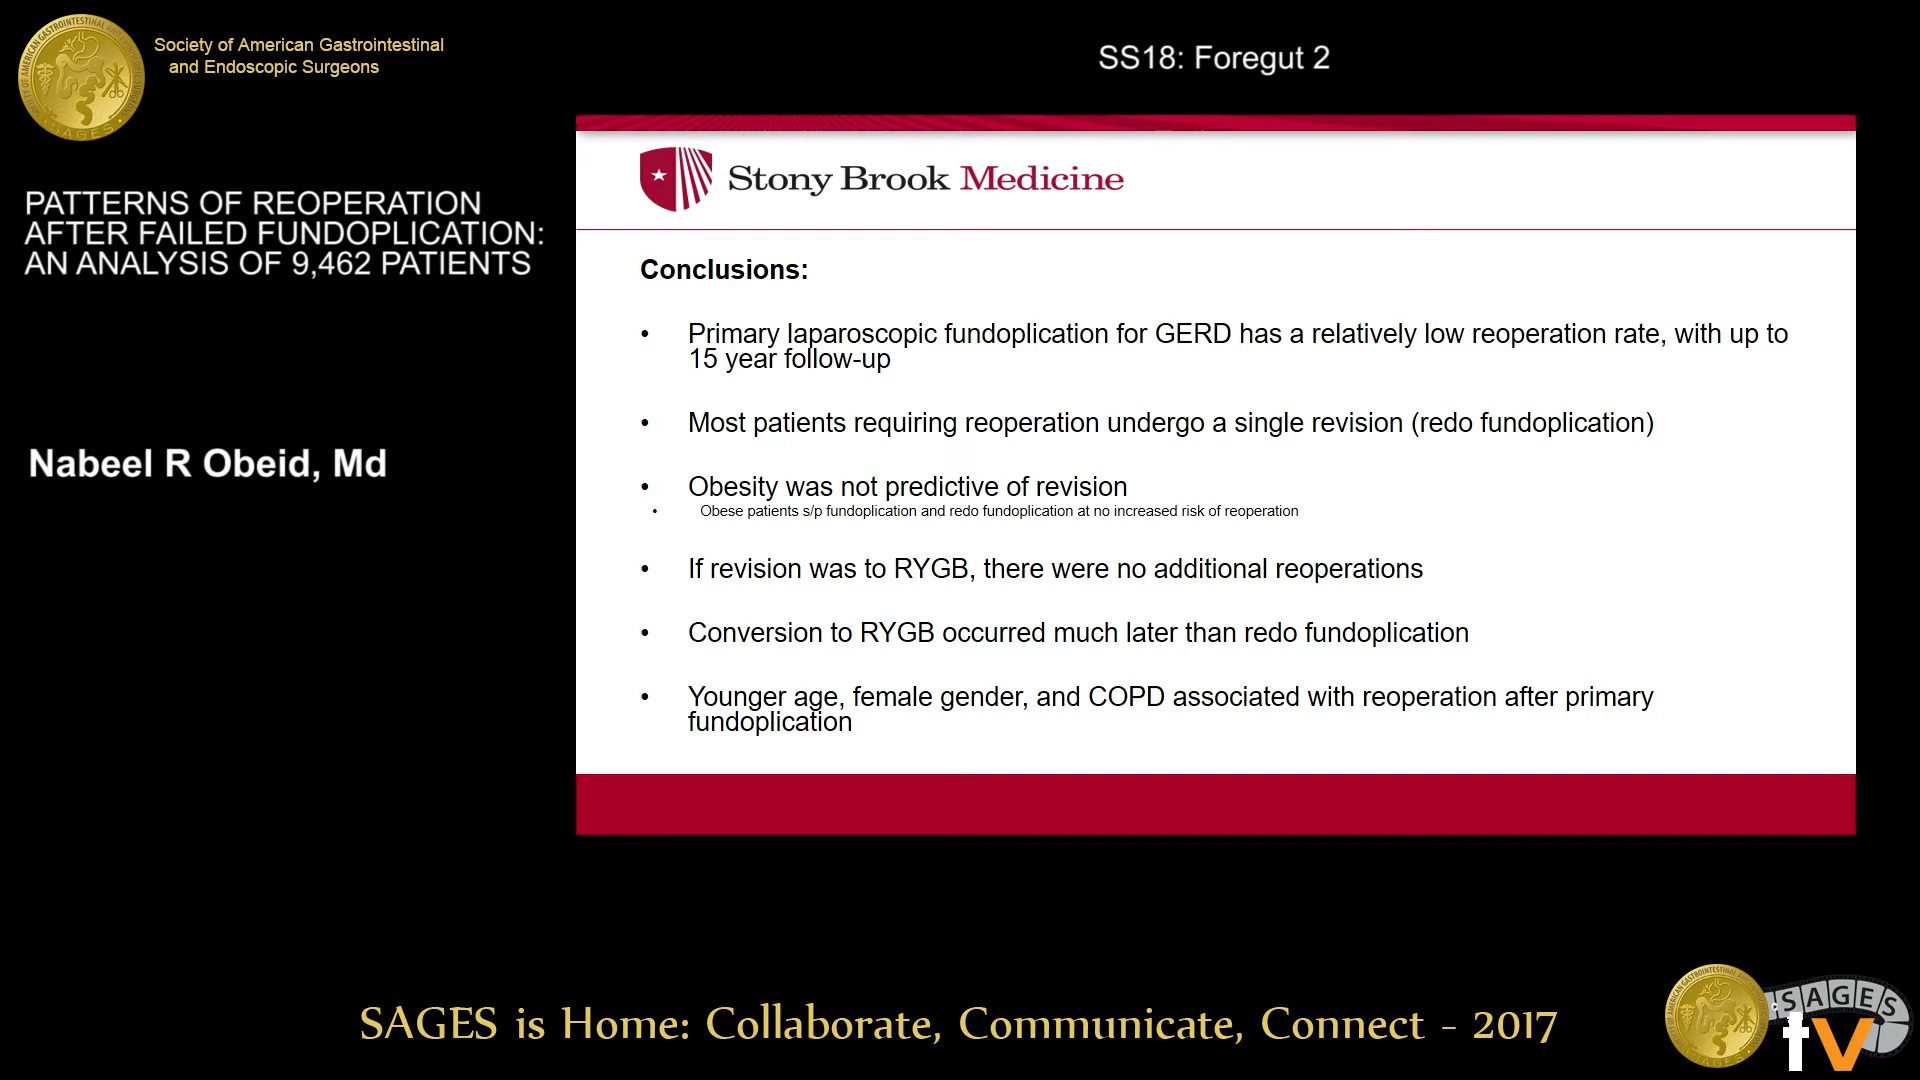 Society of American Gastrointestinal
and Endoscopic Surgeons
SS18: Foregut 2
PATTERNS OF REOPERATION
AFTER FAILED FUNDOPLICATION:
AN ANALYSIS OF 9,462 PATIENTS
Nabeel R Obeid, Md
Stony Brook Medicine
Conclusions:
• Primary laparoscopic fundoplication for GERD has a relatively low reoperation rate, with up to
15 year follow-up
• Most patients requiring reoperation undergo a single revision (redo fundoplication)
• Obesity was not predictive of revision
• Obese patients s/p fundoplication and redo fundoplication at no increased risk of reoperation
• If revision was to RYGB, there were no additional reoperations
• Conversion to RYGB occurred much later than redo fundoplication
• Younger age, female gender, and COPD associated with reoperation after primary
fundoplication
SAGES is Home: Collaborate, Communicate, Connect - 2017
SAGES
tv